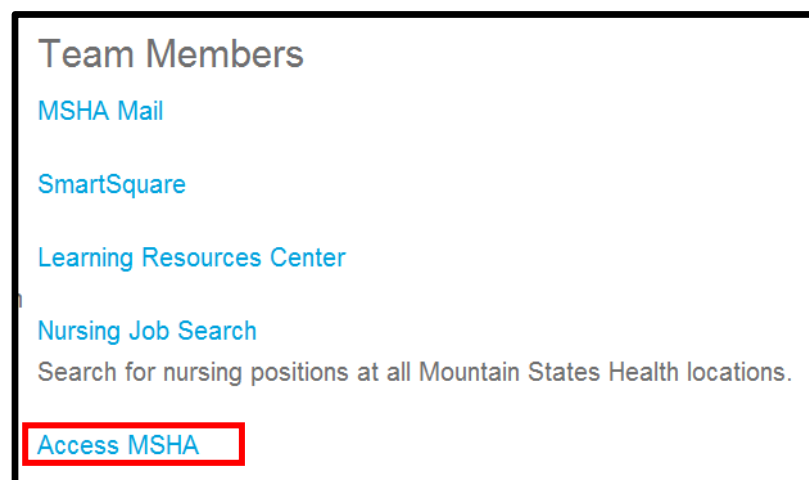 Team Members
MSHA Mail
SmartSquare
Learning Resources Center
Nursing Job Search
Search for nursing positions at all Mountain States Health locations.
Access MSHA